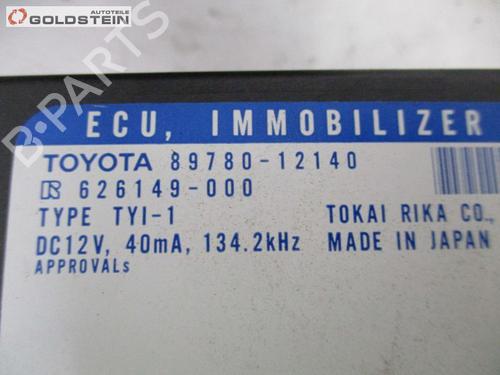 AUTOTEILE
GOLDSTEIN
B-PARTS
ECU, IMMOBILIZER
TOYOTA 89780-12140
626149-000
TYPE TYI-1 TOKAI RIKA CO.,
DC12V, 40mA, 134.2kHz MADE IN JAPAN
APPROVALs